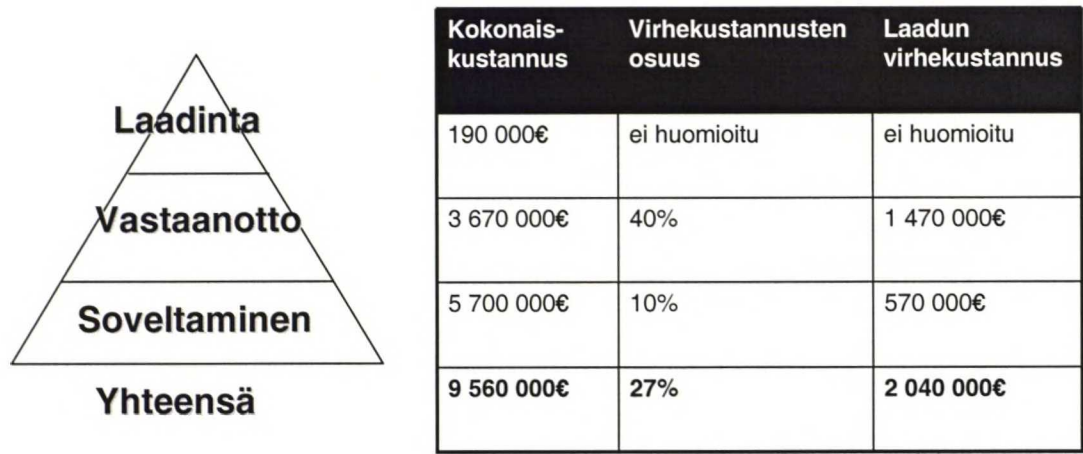 Laadinta
Vastaanotto
Soveltaminen
Yhteensä
Kokonais- Virhekustannusten Laadun
kustannus osuus virhekustannus
190 000€ ei huomioitu ei huomioitu
3 670 000€ 40% 1 470 000€
5 700 000€ 10% 570 000€
9 560 000€ 27% 2 040 000€